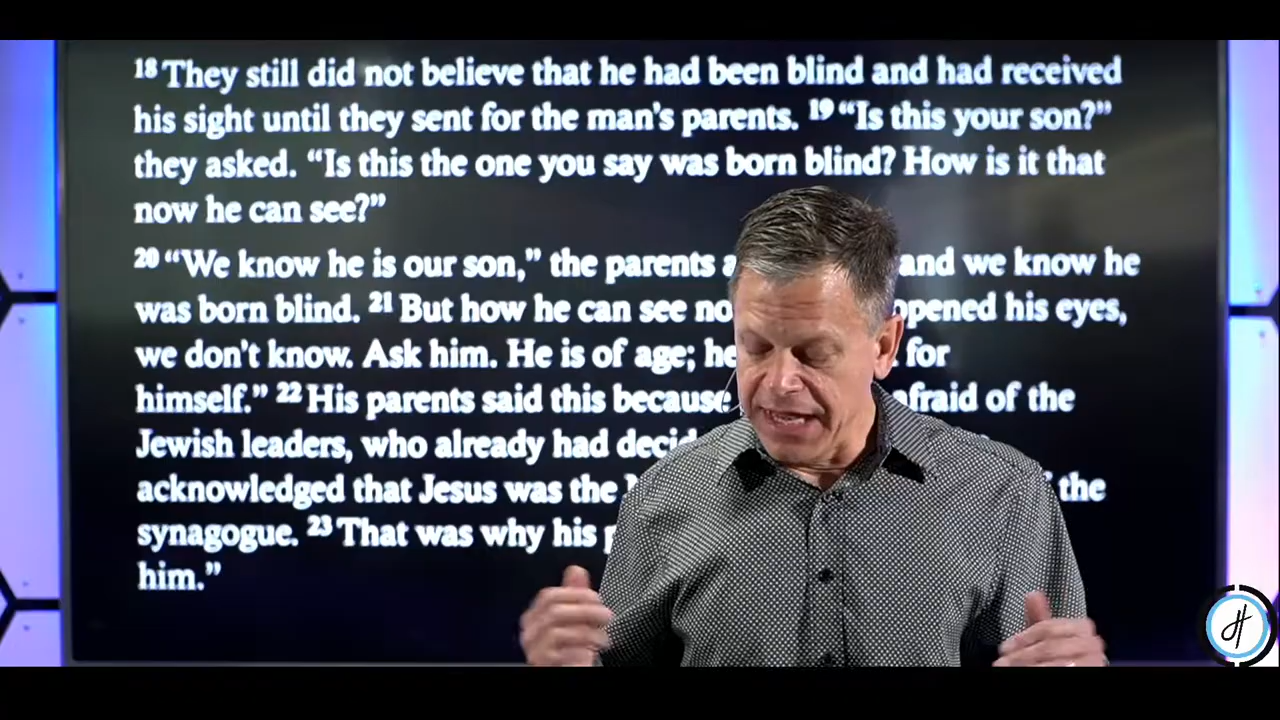 18 They still did not believe that he had been blind and had received
his sight until they sent for the man's parents. 19 “Is this your son?”
they asked. “Is this the one you say was born blind? How is it that
now he can see?”
20 “We know he is our son,” the parents and we know he
was born blind. 21 But how he can see opened his eyes,
we don't know. Ask him. He is of age; for
himself.” 22 His parents said this because afraid of the
Jewish leaders, who already had
acknowledged that Jesus was the the
synagogue. 23 That was why his
him.”